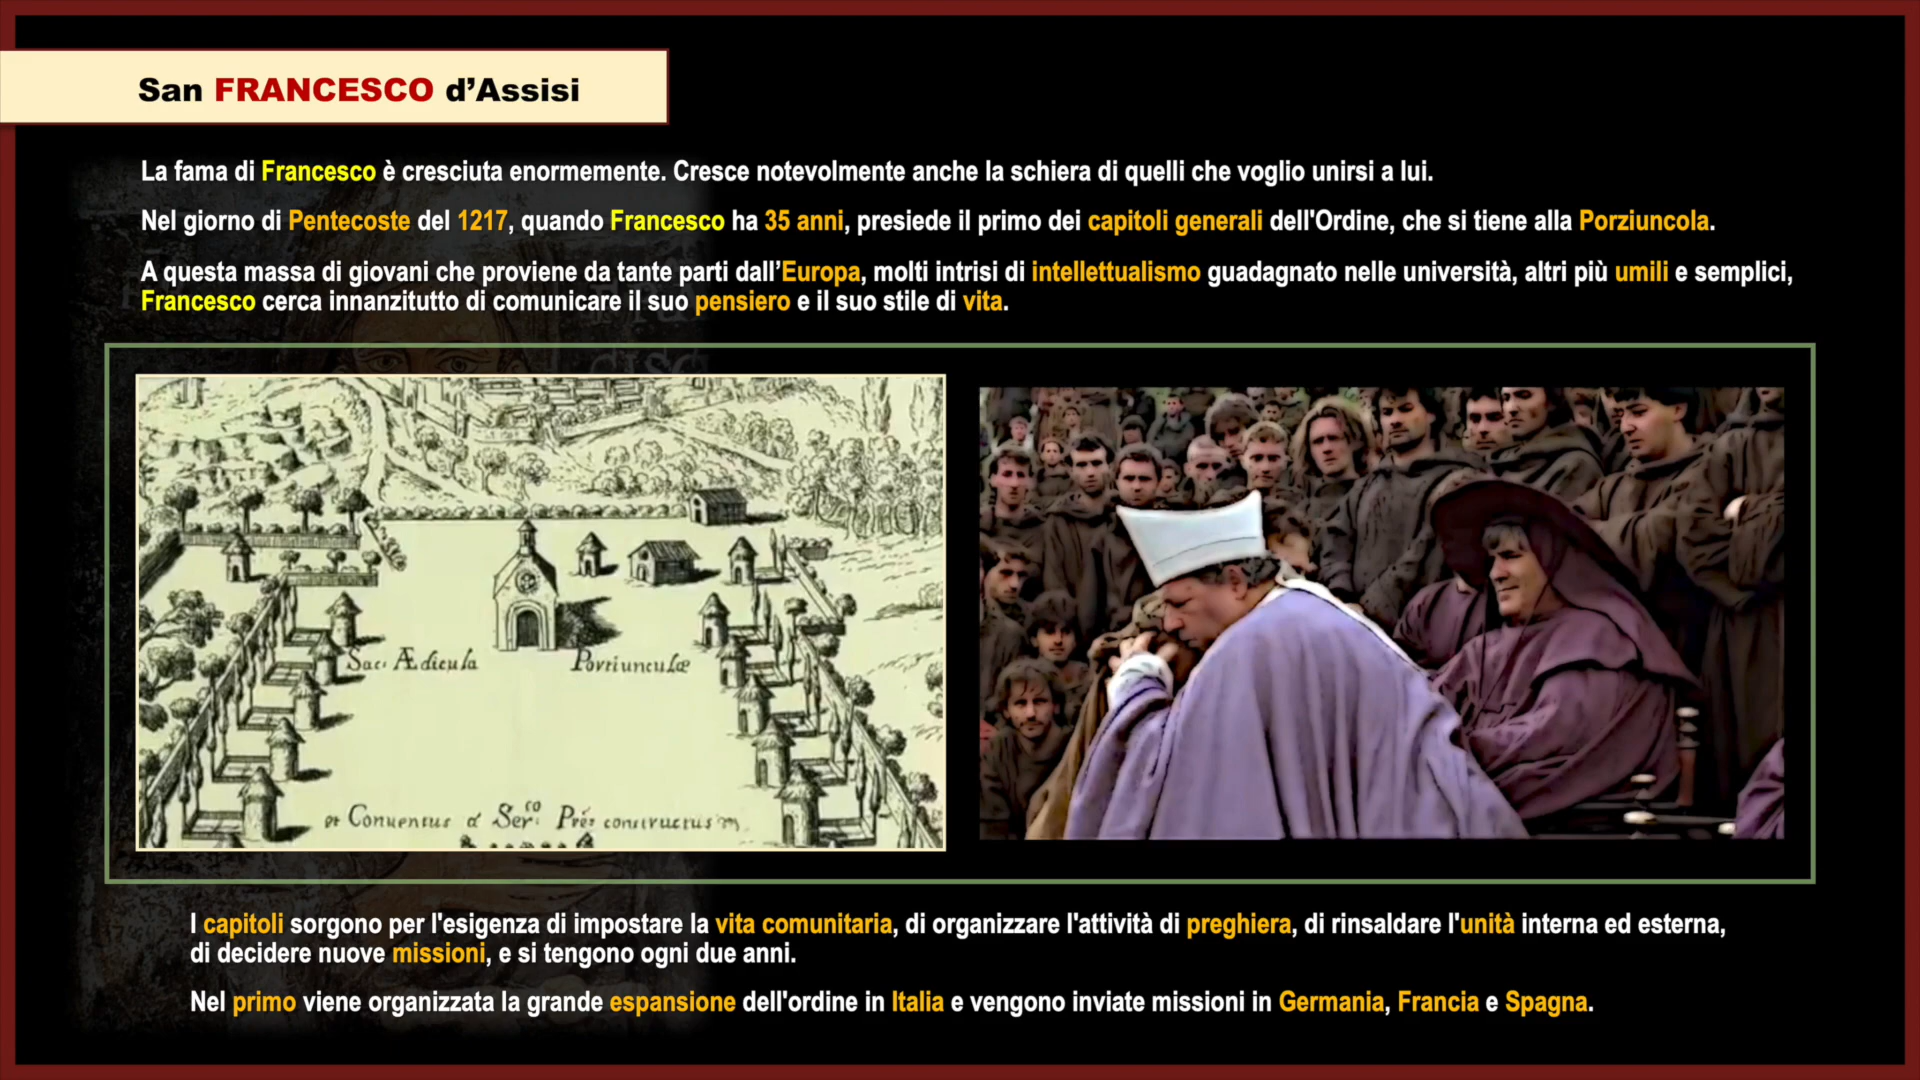 San FRANCESCO d’Assisi
La fama di Francesco è cresciuta enormemente. Cresce notevolmente anche la schiera di quelli che voglio unirsi a lui.
Nel giorno di Pentecoste del 1217, quando Francesco ha 35 anni, presiede il primo dei capitoli generali dell'Ordine, che si tiene alla Porziuncola.
A questa massa di giovani che proviene da tante parti dall’Europa, molti intrisi di intellettualismo guadagnato nelle università, altri più umili e semplici,
Francesco cerca innanzitutto di comunicare il suo pensiero e il suo stile di vita.
Sac. Ædicula Portiunculæ
et Conuentus Ser.co constructus
I capitoli sorgono per l'esigenza di impostare la vita comunitaria, di organizzare l'attività di preghiera, di rinsaldare l'unità interna ed esterna,
di decidere nuove missioni, e si tengono ogni due anni.
Nel primo viene organizzata la grande espansione dell'ordine in Italia e vengono inviate missioni in Germania, Francia e Spagna.